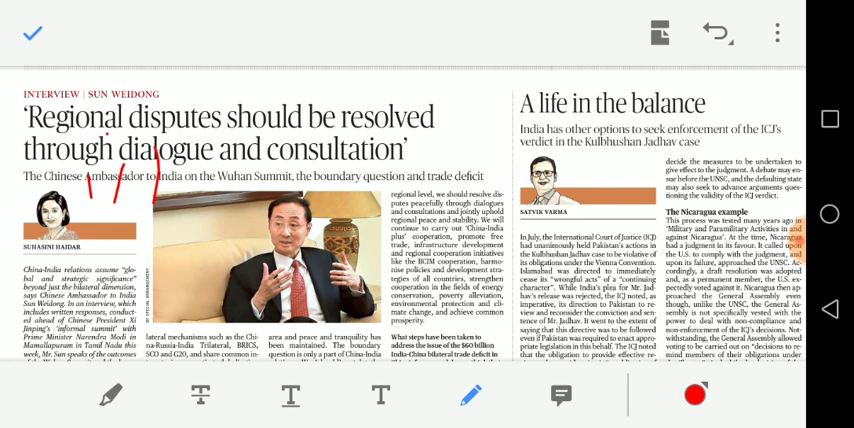 INTERVIEW | SUN WEIDONG
'Regional disputes should be resolved
through dialogue and consultation'
The Chinese Ambassador to India on the Wuhan Summit, the boundary question and trade deficit
SUHASINI HAIDAR
China-India relations assume "glo-
bal and strategic significance"
beyond just the bilateral dimension,
says Chinese Ambassador to India
Sun Weidong. In an interview, which
includes written responses, conduct-
ed ahead of Chinese President Xi
Jinping's 'informal summit' with
Prime Minister Narendra Modi in
Mamallapuram in Tamil Nadu this
week, Mr. Sun speaks of the outcomes
BY SPECIAL ARRANGEMENT
lateral mechanisms such as the Chi-
na-Russia-India Trilateral, BRICS,
SCO and G20, and share common in-
area and peace and tranquility has
been maintained. The boundary
question is only a part of China-India
regional level, we should resolve dis-
putes peacefully through dialogues
and consultations and jointly uphold
regional peace and stability. We
will continue to carry out 'China-India
plus' cooperation, promote free
trade, infrastructure development
and regional cooperation initiatives
like the BCIM cooperation, harmo-
nise policies and development stra-
tegies of all countries, strengthen
cooperation in the fields of energy
conservation, poverty alleviation,
environmental protection and cli-
mate change, and achieve common
prosperity.
What steps have been taken to
address the issue of the $60 billion
India-China bilateral trade deficit in
A life in the balance
India has other options to seek enforcement of the ICJ's
verdict in the Kulbhushan Jadhav case
SATVIK VARMA
In July, the International Court of Justice (ICJ)
had unanimously held Pakistan's actions in
the Kulbhushan Jadhav case to be violative of
its obligations under the Vienna Convention.
Islamabad was directed to immediately
cease its "wrongful acts" of a "continuing
character". While India's plea for Mr. Jad-
hav's release was rejected, the ICJ noted, as
imperative, its direction to Pakistan to re-
view and reconsider the conviction and sen-
tence of Mr. Jadhav. It went to the extent of
saying that this directive was to be followed
even if Pakistan was required to enact appro-
priate legislation in this behalf. The ICJ noted
that the obligation to provide effective re-
decide the measures to be undertaken to
give effect to the judgment. A debate may en-
sue before the UNSC, and the defaulting state
may also seek to advance arguments ques-
tioning the validity of the ICJ verdict.
The Nicaragua example
This process was tested many years ago in
'Military and Paramilitary Activities in and
against Nicaragua'. At the time, Nicaragua
had a judgment in its favour. It called upon
the U.S. to comply with the judgment, and
upon its failure, approached the UNSC. Ac-
cordingly, a draft resolution was adopted
and, as a permanent member, the U.S. ex-
pectedly voted against it. Nicaragua then ap-
proached the General Assembly even
though, unlike the UNSC, the General As-
sembly is not specifically vested with the
power to deal with non-compliance and
non-enforcement of the ICJ's decisions. Not-
withstanding, the General Assembly allowed
voting to be carried out on "decisions to re-
mind members of their obligations under